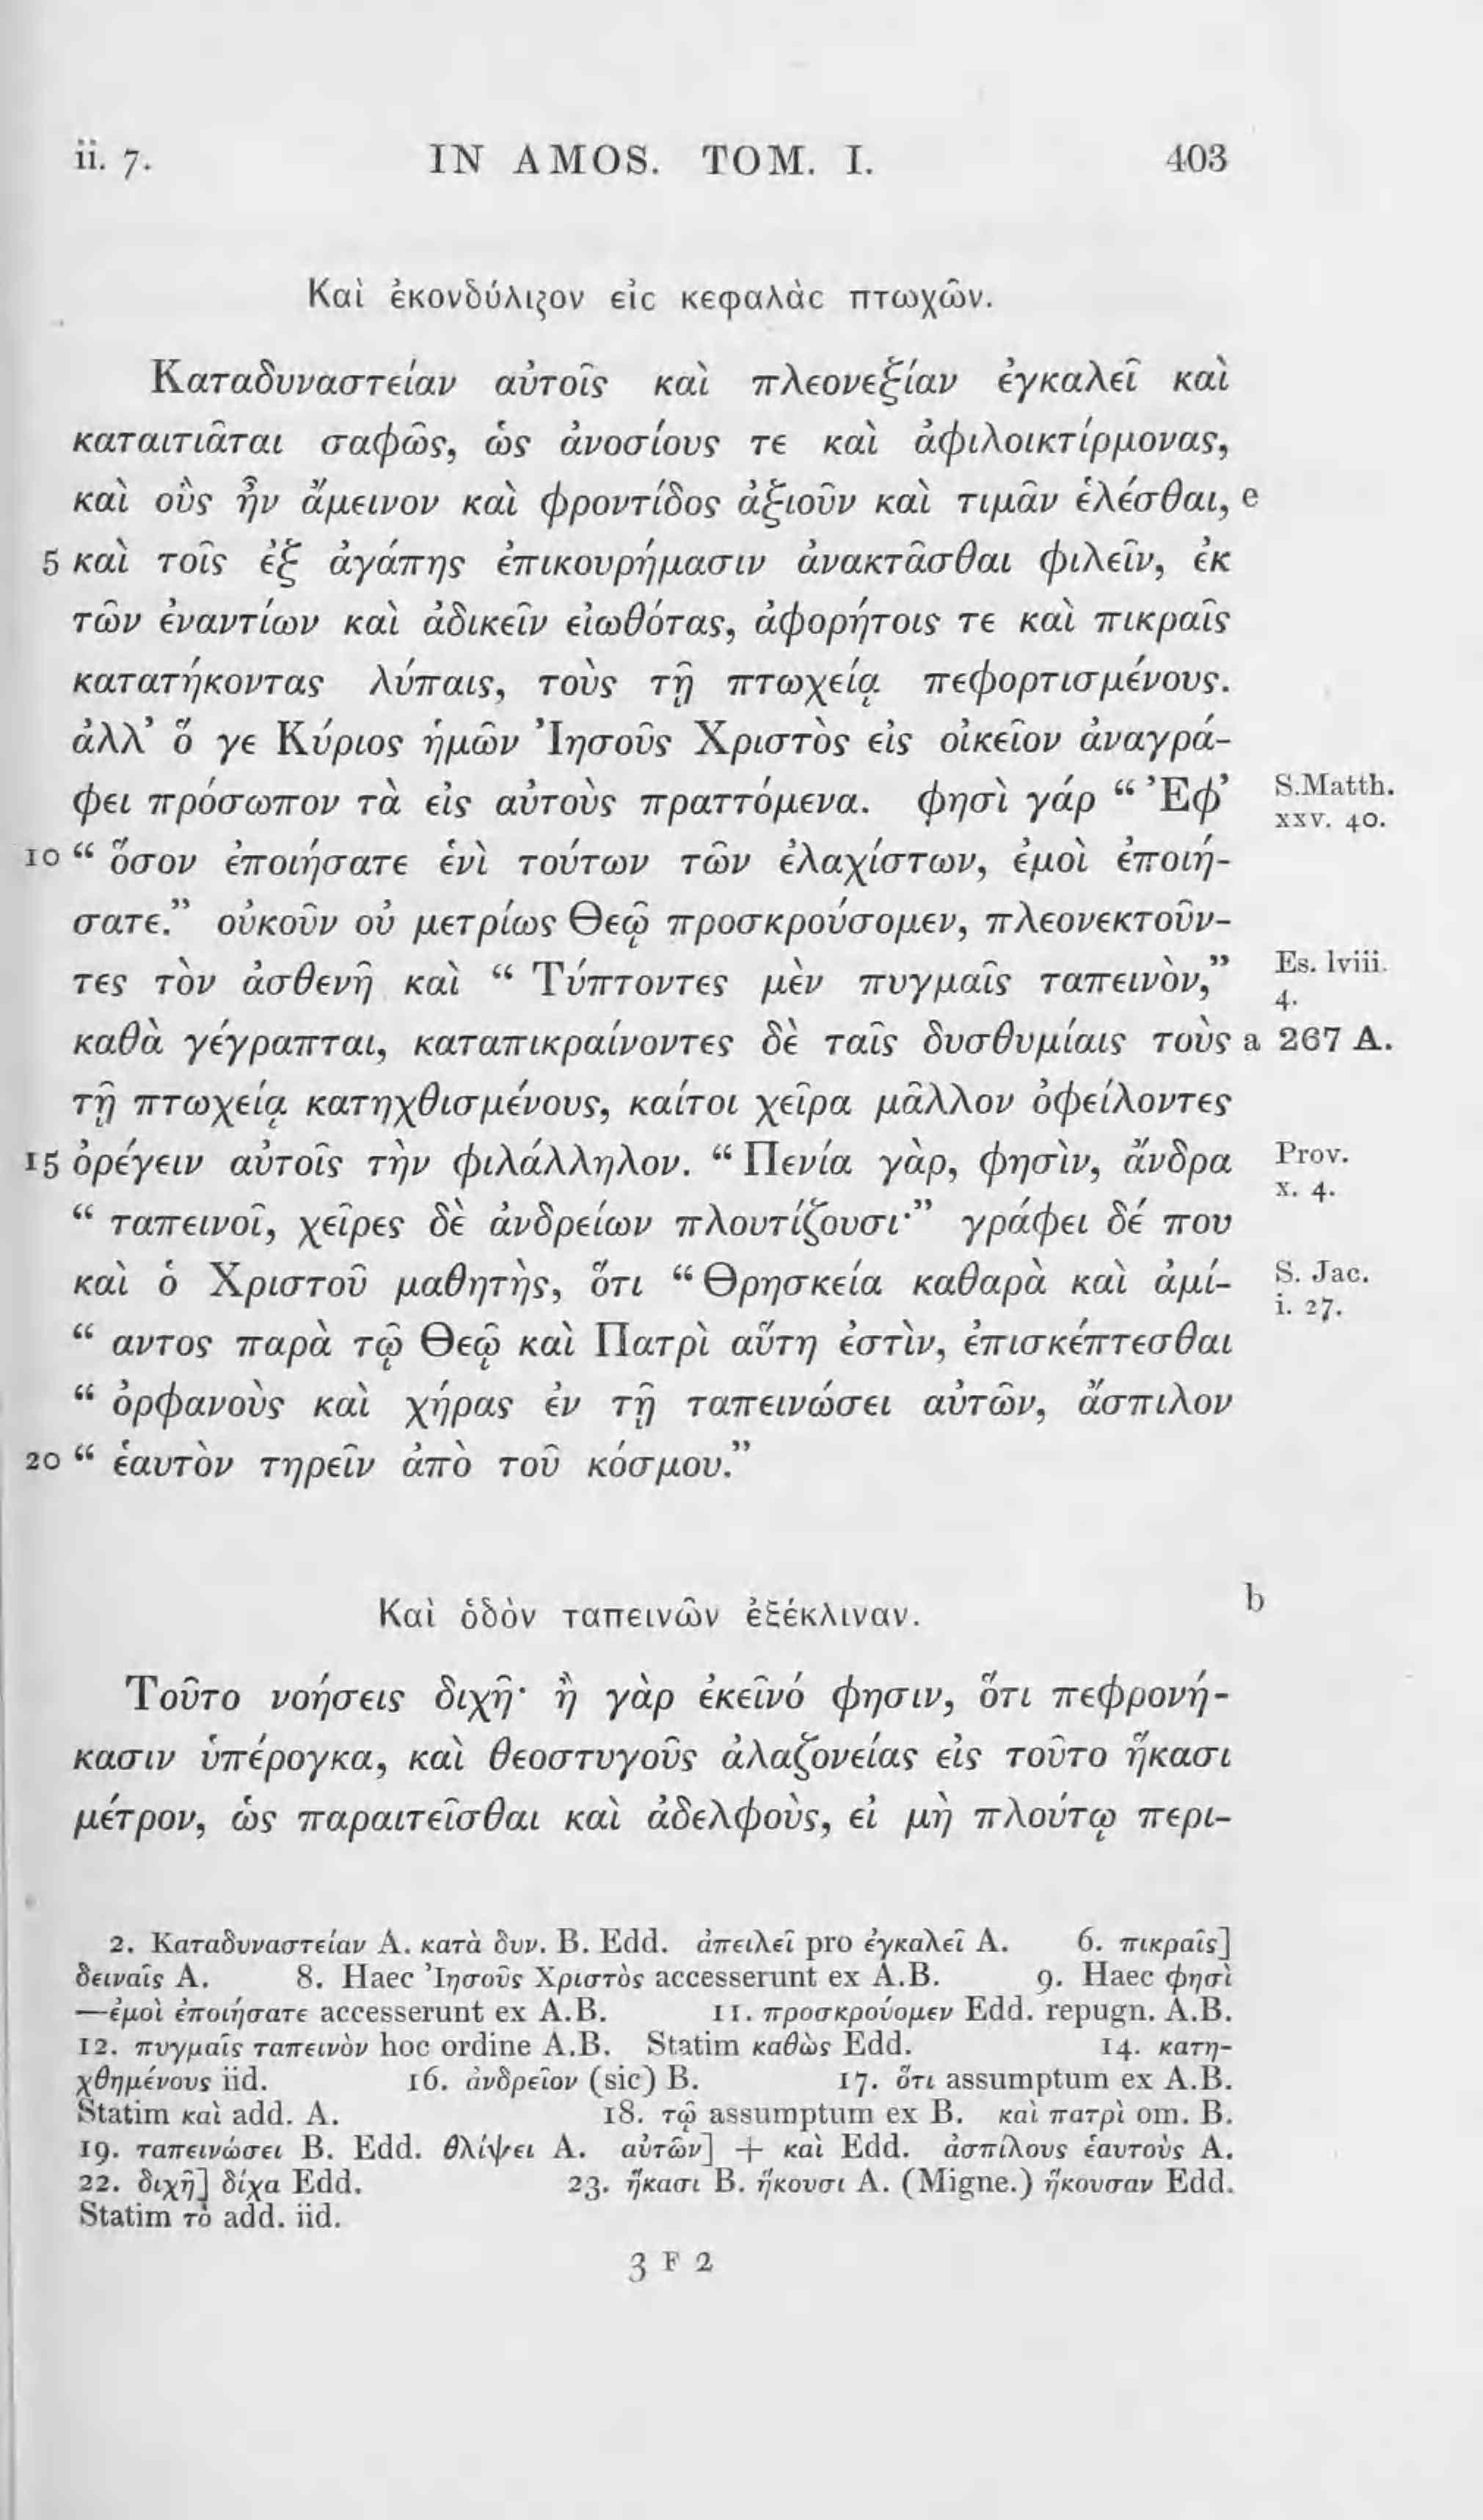 ii. 7. IN AMOS. TOM. I. 403
Καὶ ἐκονδύλιζον εἰς κεφαλὰς πτωχῶν.
Καταδυναστείαν αὐτοῖς καὶ πλεονεξίαν ἐγκαλεῖ καὶ
καταιτιᾶται σαφῶς, ὡς ἀνοσίους τε καὶ ἀφιλοικτίρμονας,
καὶ οὓς ἦν ἄμεινον καὶ φροντίδος ἀξιοῦν καὶ τιμᾶν ἑλέσθαι, e
5 καὶ τοῖς ἐξ ἀγάπης ἐπικουρήμασιν ἀνακτᾶσθαι φιλεῖν, ἐκ
τῶν ἐναντίων καὶ ἀδικεῖν εἰωθότας, ἀφορήτοις τε καὶ πικραῖς
κατατήκοντας λύπαις, τοὺς τῇ πτωχείᾳ πεφορτισμένους.
ἀλλ’ ὅ γε Κύριος ἡμῶν Ἰησοῦς Χριστὸς εἰς οἰκεῖον ἀναγρά-
φει πρόσωπον τὰ εἰς αὐτοὺς πραττόμενα. φησὶ γάρ “ Ἐφ’ S.Matth. xxv. 40.
10 “ ὅσον ἐποιήσατε ἑνὶ τούτων τῶν ἐλαχίστων, ἐμοὶ ἐποιή-
σατε.” οὐκοῦν οὐ μετρίως Θεῷ προσκρούσομεν, πλεονεκτοῦν-
τες τὸν ἀσθενῆ καὶ “ Τύπτοντες μὲν πυγμαῖς ταπεινὸν,” Es. lviii. 4.
καθὰ γέγραπται, καταπικραίνοντες δὲ ταῖς δυσθυμίαις τοὺς a 267 A.
τῇ πτωχείᾳ κατηχθισμένους, καίτοι χεῖρα μᾶλλον ὀφείλοντες
15 ὀρέγειν αὐτοῖς τὴν φιλάλληλον. “ Πενία γὰρ, φησὶν, ἄνδρα Prov. x. 4.
“ ταπεινοῖ, χεῖρες δὲ ἀνδρείων πλουτίζουσι·” γράφει δέ που
καὶ ὁ Χριστοῦ μαθητὴς, ὅτι “ Θρησκεία καθαρὰ καὶ ἀμί- S. Jac. i. 27.
“ αντος παρὰ τῷ Θεῷ καὶ Πατρὶ αὕτη ἐστὶν, ἐπισκέπτεσθαι
“ ὀρφανοὺς καὶ χήρας ἐν τῇ ταπεινώσει αὐτῶν, ἄσπιλον
20 “ ἑαυτὸν τηρεῖν ἀπὸ τοῦ κόσμου.”
Καὶ ὁδὸν ταπεινῶν ἐξέκλιναν. b
Τοῦτο νοήσεις διχῆ· ἢ γὰρ ἐκεῖνό φησιν, ὅτι πεφρονή-
κασιν ὑπέρογκα, καὶ θεοστυγοῦς ἀλαζονείας εἰς τοῦτο ἥκασι
μέτρον, ὡς παραιτεῖσθαι καὶ ἀδελφοὺς, εἰ μὴ πλούτῳ περι-
2. Καταδυναστείαν A. κατὰ δυν. B. Edd. ἀπειλεῖ pro ἐγκαλεῖ A. 6. πικραῖς]
δειναῖς A. 8. Haec Ἰησοῦς Χριστὸς accesserunt ex A.B. 9. Haec φησὶ
—ἐμοὶ ἐποιήσατε accesserunt ex A.B. 11. προσκρούομεν Edd. repugn. A.B.
12. πυγμαῖς ταπεινὸν hoc ordine A.B. Statim καθὼς Edd. 14. κατη-
χθημένους iid. 16. ἀνδρεῖον (sic) B. 17. ὅτι assumptum ex A.B.
Statim καὶ add. A. 18. τῷ assumptum ex B. καὶ πατρὶ om. B.
19. ταπεινώσει B. Edd. θλίψει A. αὐτῶν] + καὶ Edd. ἀσπίλους ἑαυτοὺς A.
22. διχῆ] δίχα Edd. 23. ἥκασι B. ἥκουσι A. (Migne.) ἥκουσαν Edd.
Statim τὸ add. iid.
3 F 2